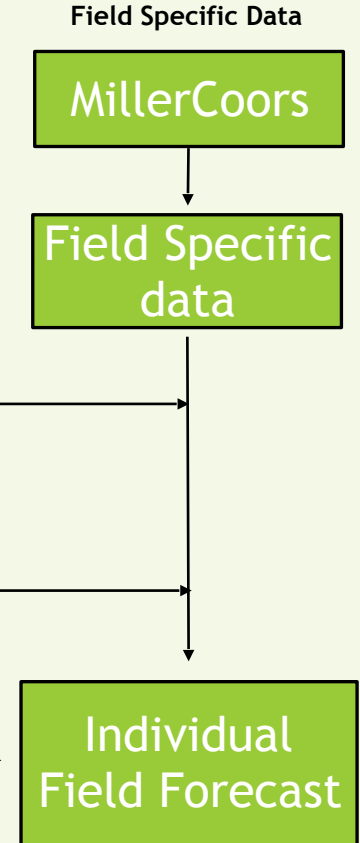 Field Specific Data
MillerCoors
Field Specific
data
Individual
Field Forecast